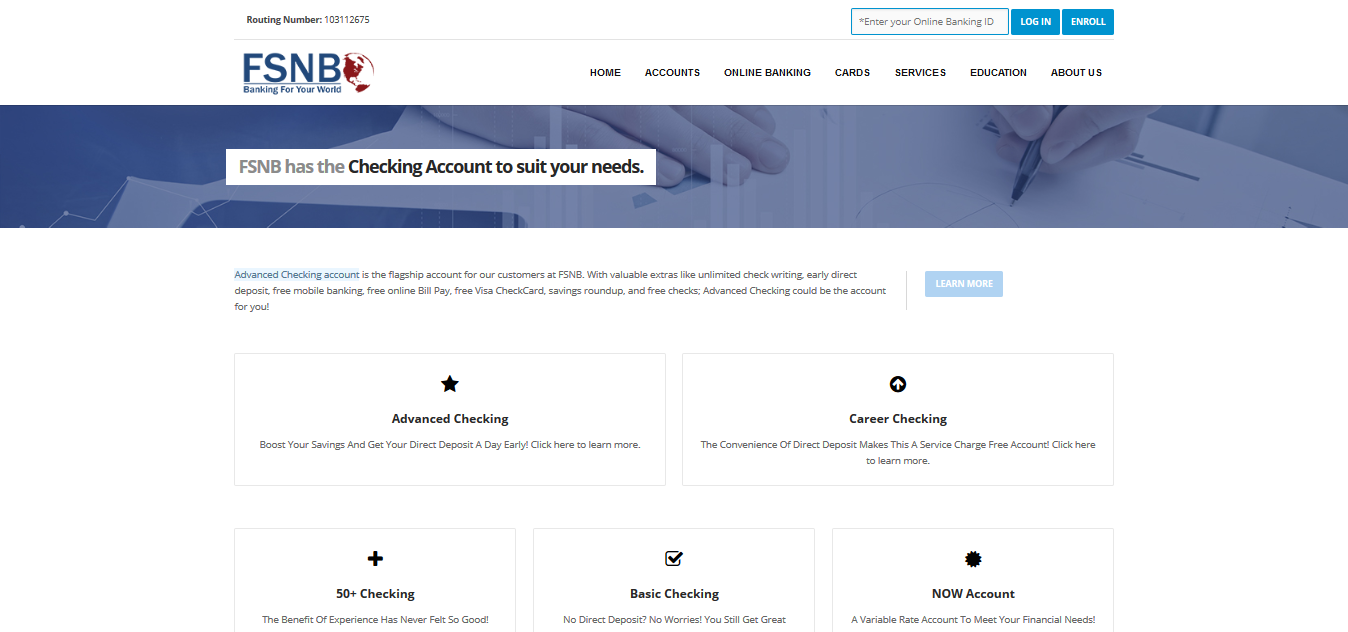 Routing Number: 103112675
*Enter your Online Banking ID
LOG IN
ENROLL
FSNB
Banking For Your World
HOME
ACCOUNTS
ONLINE BANKING
CARDS
SERVICES
EDUCATION
ABOUT US
FSNB has the Checking Account to suit your needs.
Advanced Checking account is the flagship account for our customers at FSNB. With valuable extras like unlimited check writing, early direct
deposit, free mobile banking, free online Bill Pay, free Visa CheckCard, savings roundup, and free checks; Advanced Checking could be the account
for you!
LEARN MORE
Advanced Checking
Boost Your Savings And Get Your Direct Deposit A Day Early! Click here to learn more.
Career Checking
The Convenience Of Direct Deposit Makes This A Service Charge Free Account! Click here
to learn more.
50+ Checking
The Benefit Of Experience Has Never Felt So Good!
Basic Checking
No Direct Deposit? No Worries! You Still Get Great
NOW Account
A Variable Rate Account To Meet Your Financial Needs!